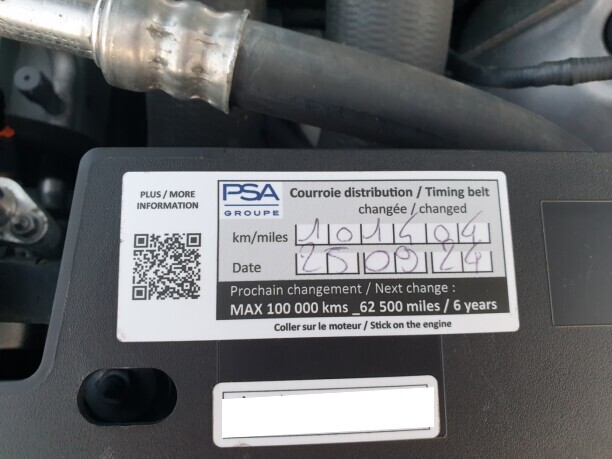 PLUS / MORE
INFORMATION
PSA
GROUPE
Courroie distribution / Timing belt
changée / changed
km/miles 101404
Date 250924
Prochain changement / Next change :
MAX 100 000 kms _62 500 miles / 6 years
Coller sur le moteur / Stick on the engine